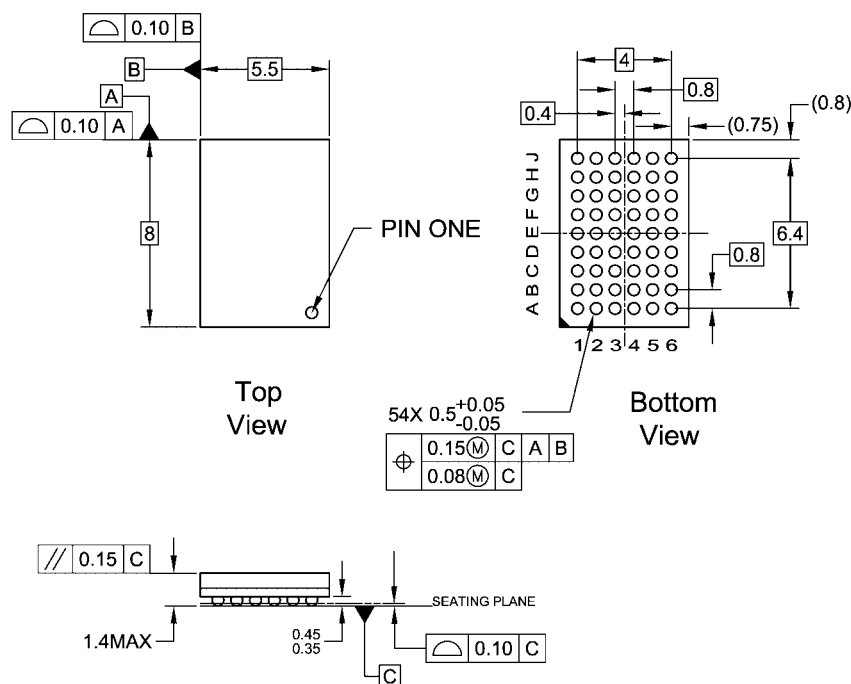 0.10 B
B
5.5
A
0.10 A
8
PIN ONE
Top
View
4
0.8
0.4
(0.75)
(0.8)
J
H
G
F
E
D
C
B
A
6.4
0.8
1 2 3 4 5 6
Bottom
View
54X 0.5 +0.05
-0.05
0.15Ⓜ C A B
0.08Ⓜ C
// 0.15 C
1.4MAX
0.45
0.35
SEATING PLANE
0.10 C
C